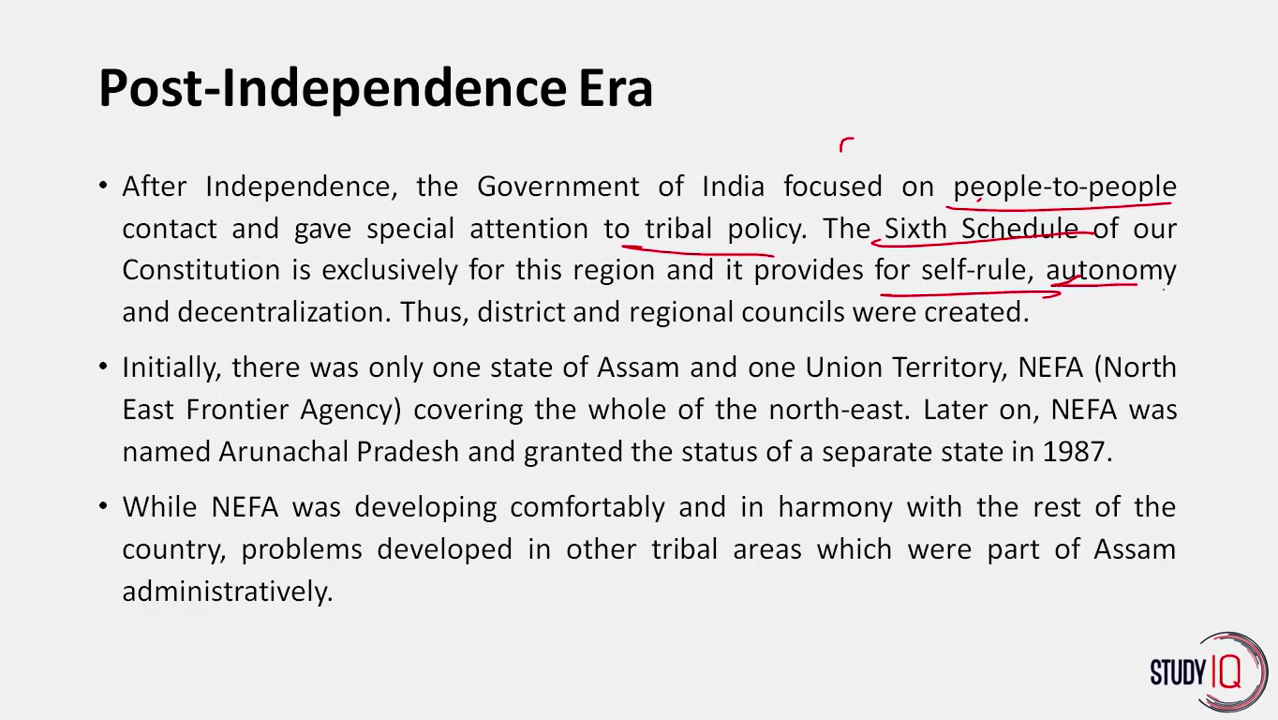 Post-Independence Era
• After Independence, the Government of India focused on people-to-people
contact and gave special attention to tribal policy. The Sixth Schedule of our
Constitution is exclusively for this region and it provides for self-rule, autonomy
and decentralization. Thus, district and regional councils were created.
• Initially, there was only one state of Assam and one Union Territory, NEFA (North
East Frontier Agency) covering the whole of the north-east. Later on, NEFA was
named Arunachal Pradesh and granted the status of a separate state in 1987.
• While NEFA was developing comfortably and in harmony with the rest of the
country, problems developed in other tribal areas which were part of Assam
administratively.
STUDY IQ